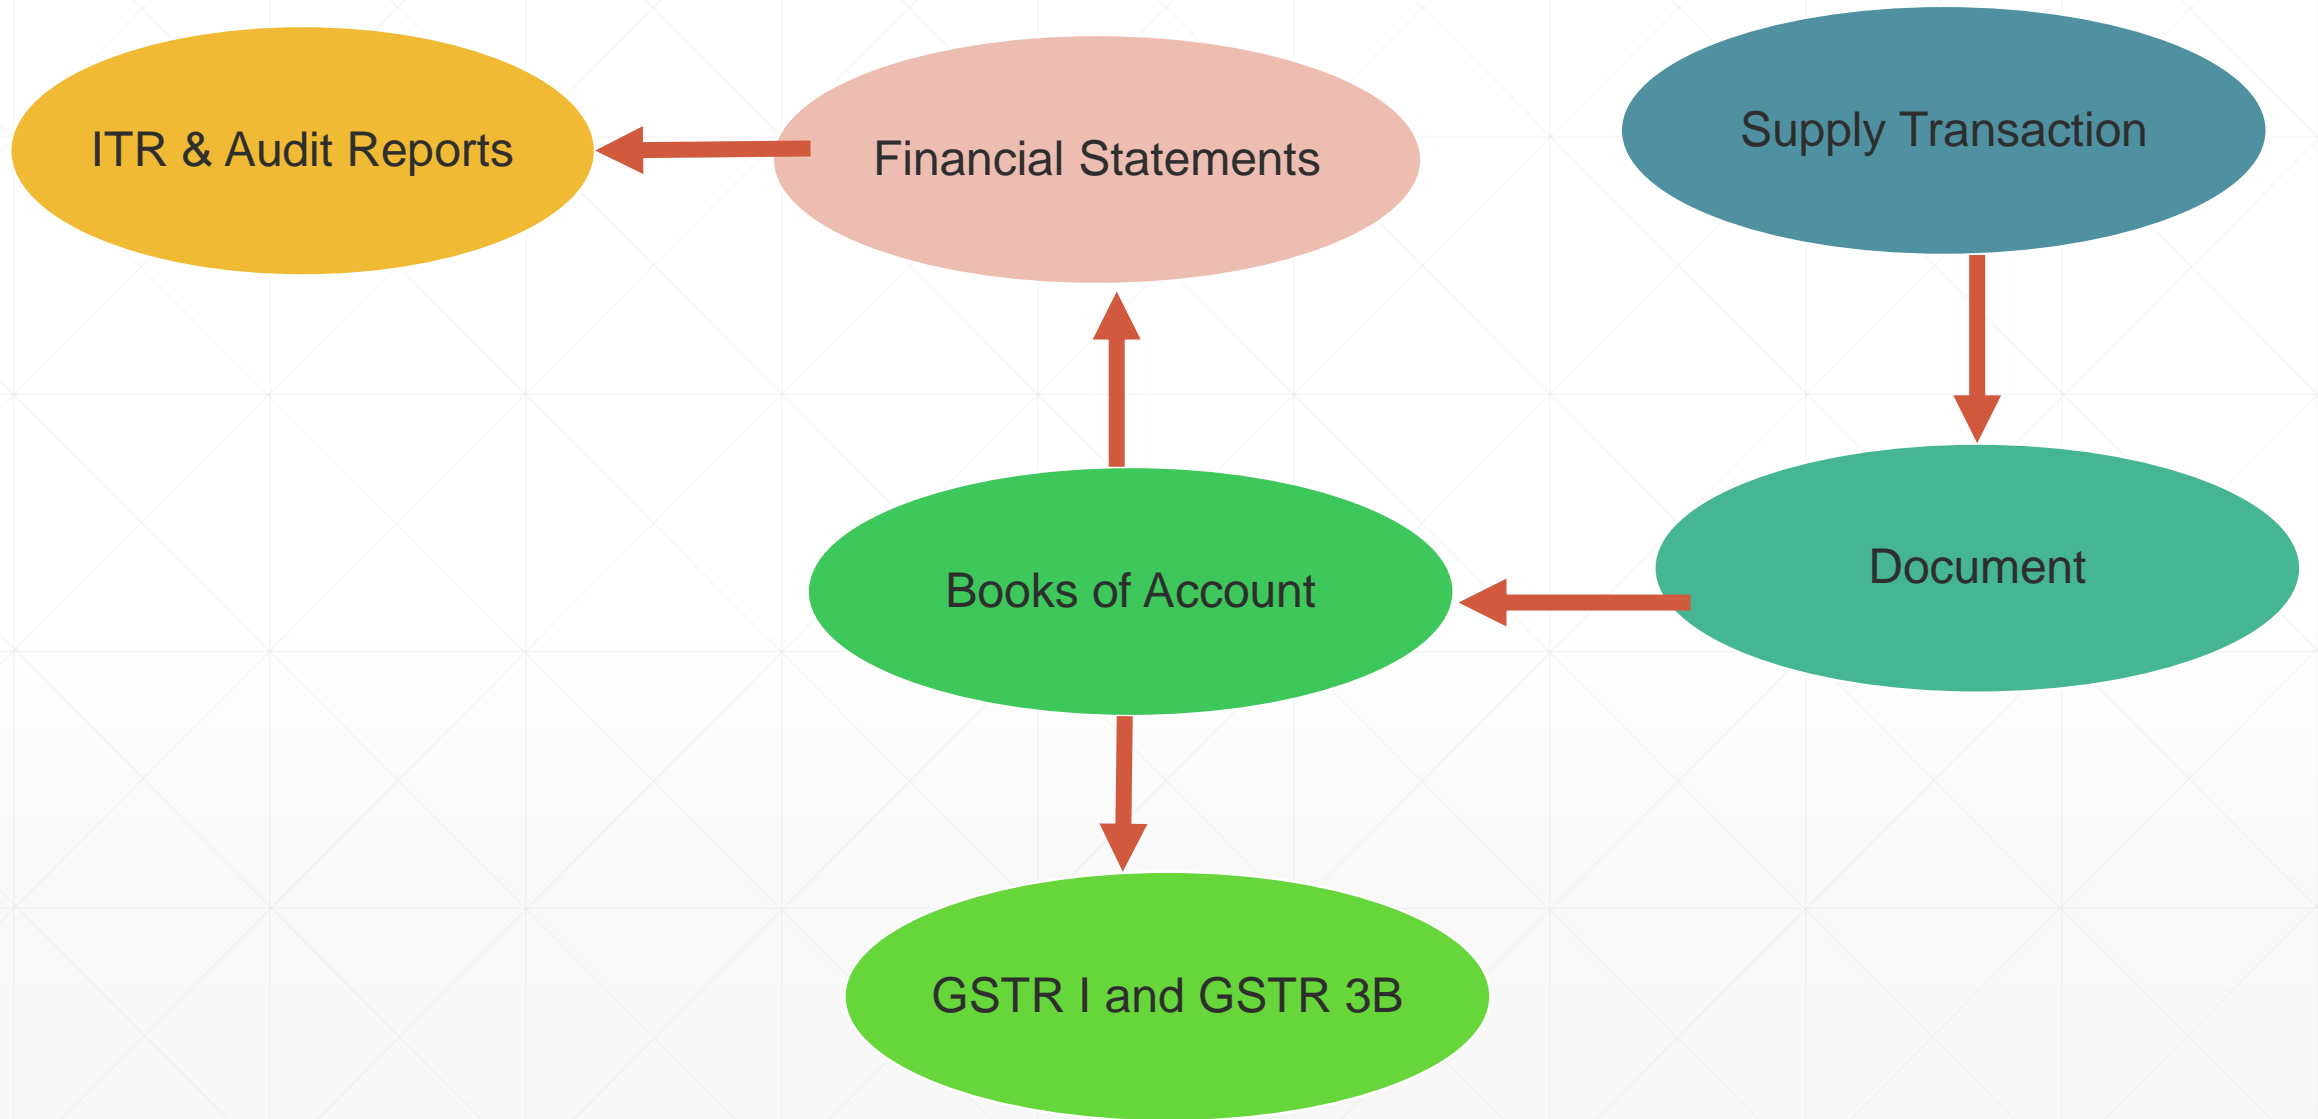 ITR & Audit Reports
Financial Statements
Supply Transaction
Books of Account
Document
GSTR I and GSTR 3B